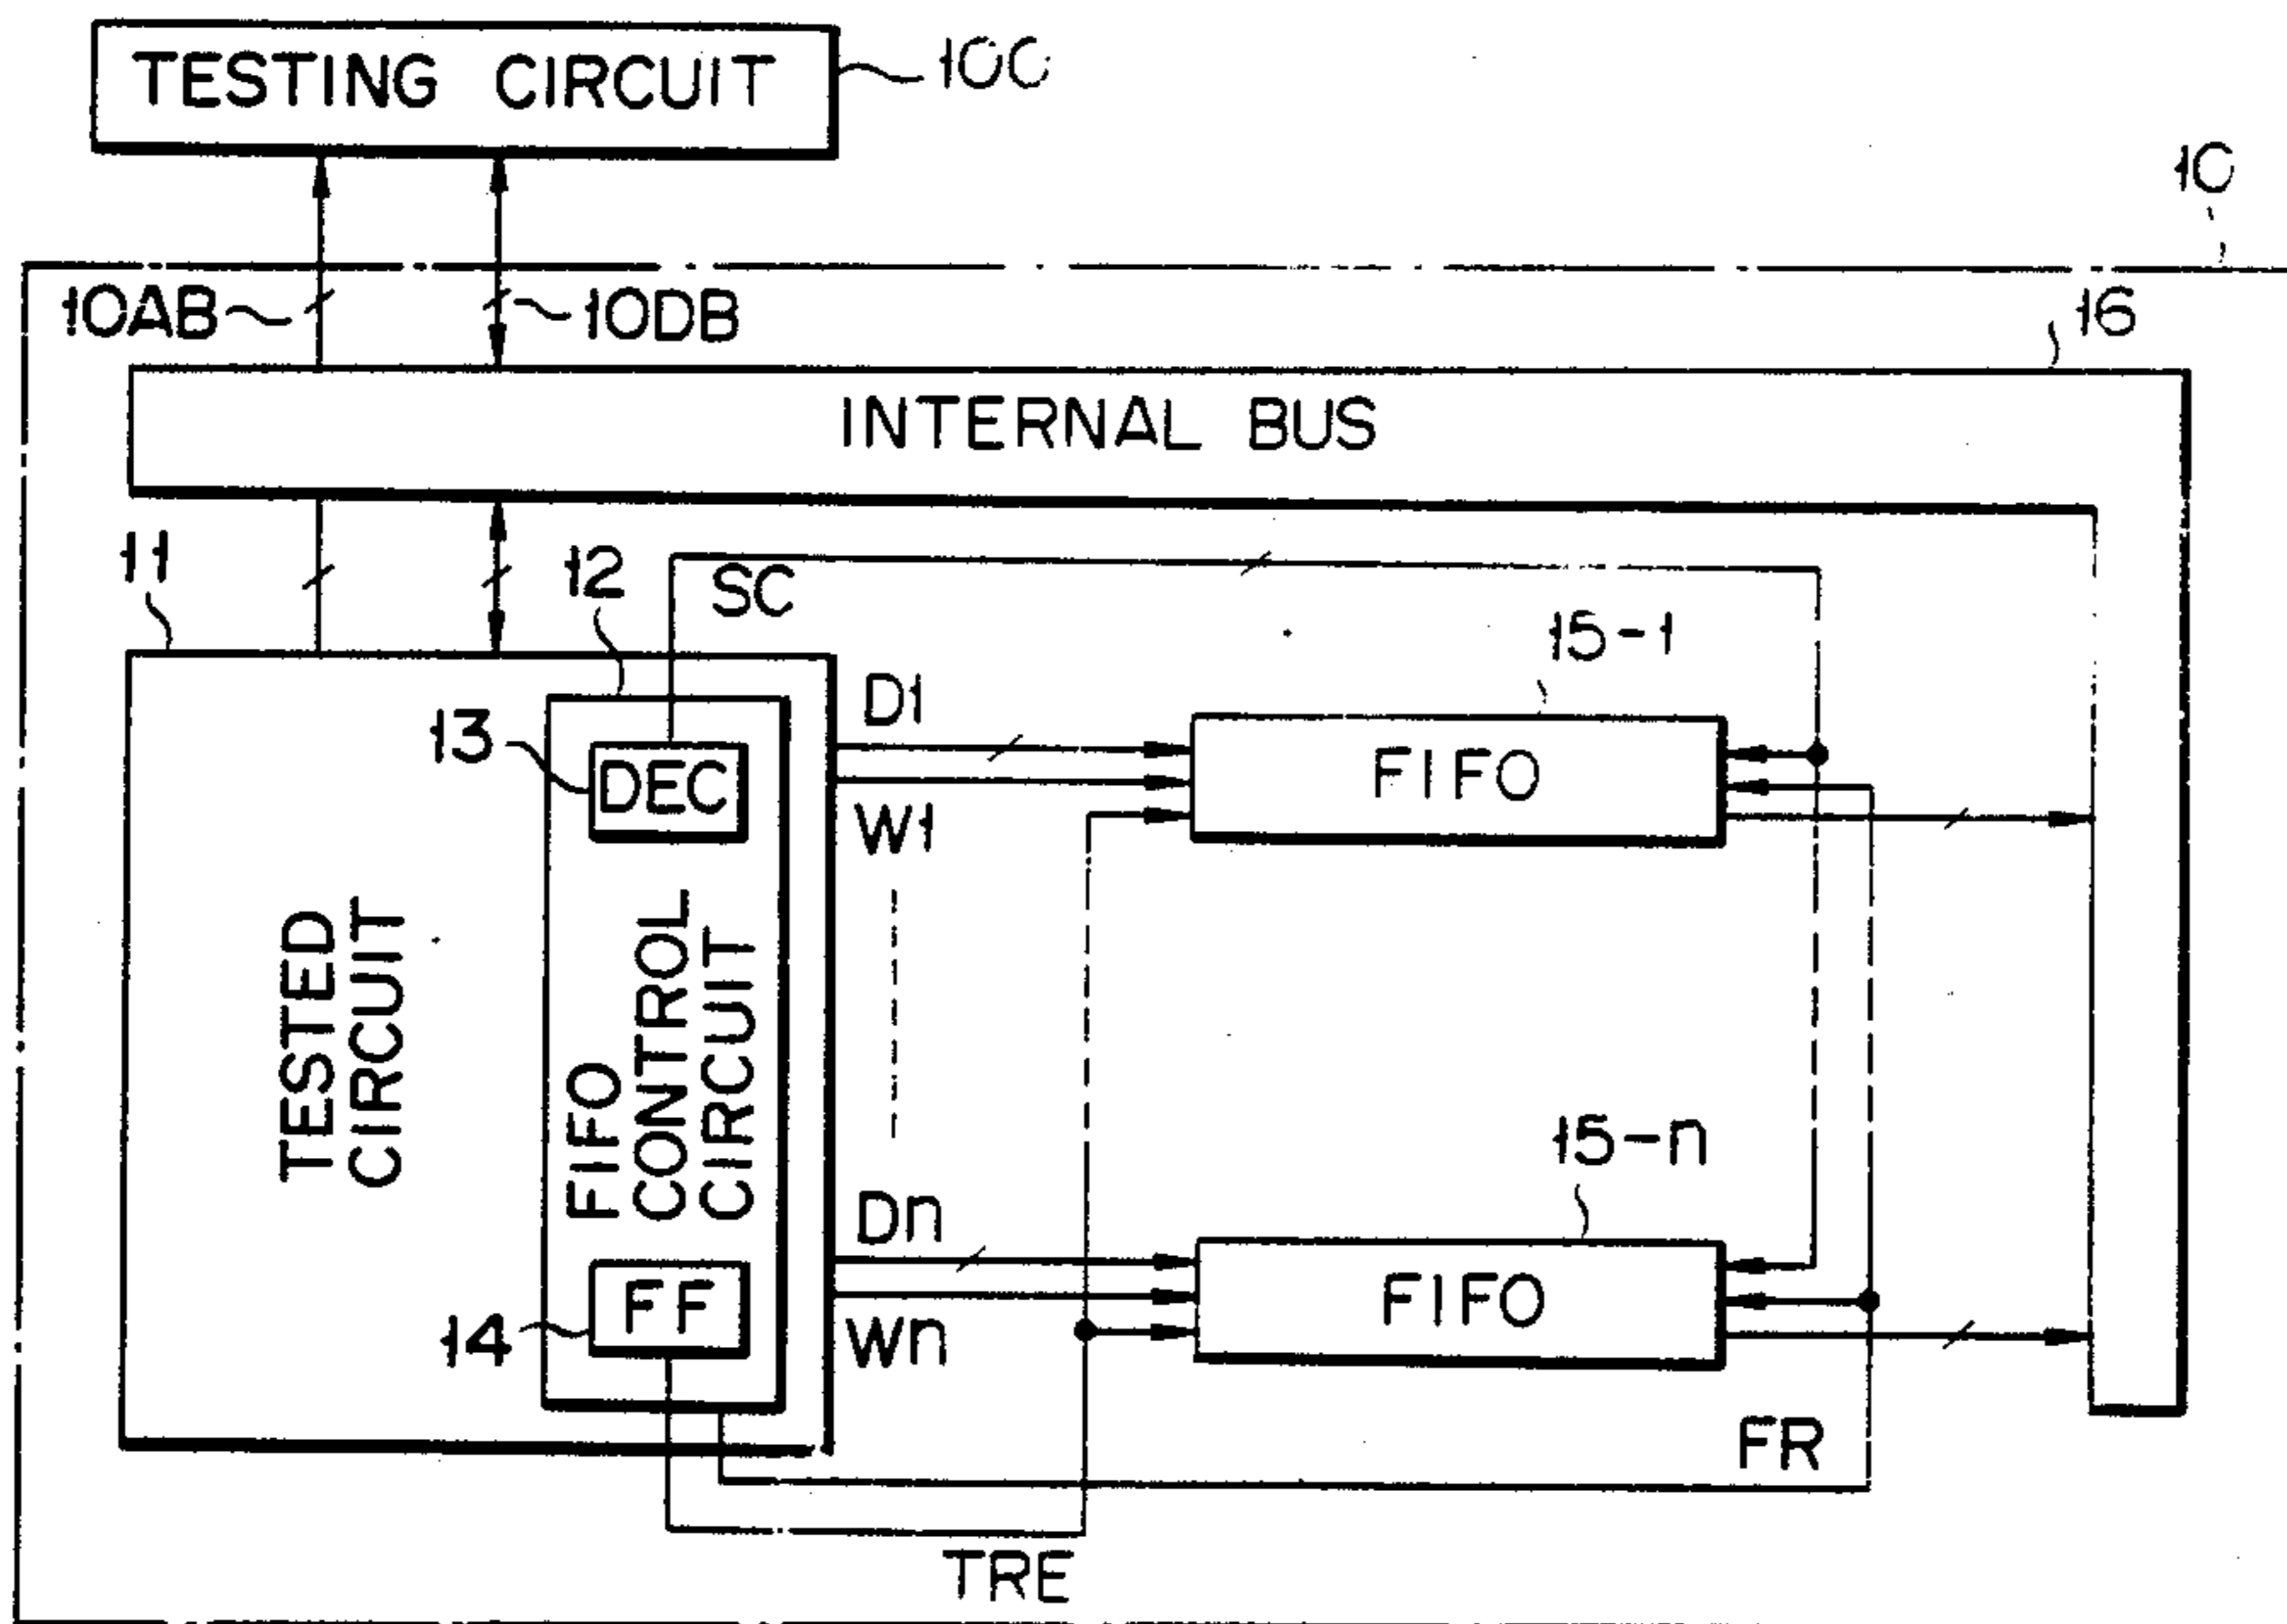 TESTING CIRCUIT
100
10
10AB
10DB
16
INTERNAL BUS
11
12
SC
15-1
D1
13
DEC
FIFO
W1
TESTED
CIRCUIT
FIFO
CONTROL
CIRCUIT
15-n
Dn
FF
FIFO
14
Wn
FR
TRE